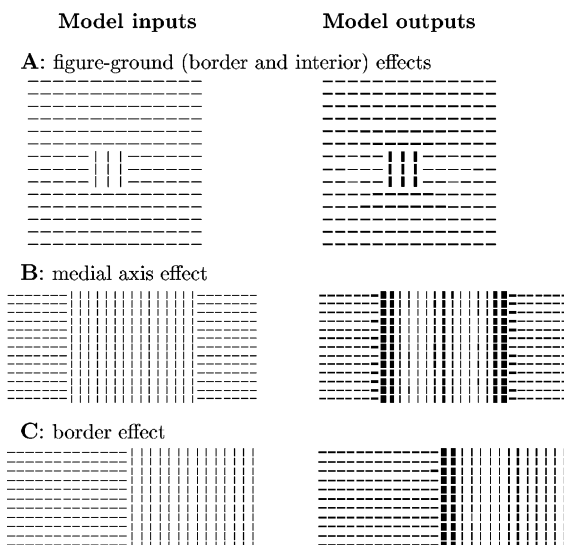 Model inputs Model outputs
A: figure-ground (border and interior) effects
B: medial axis effect
C: border effect